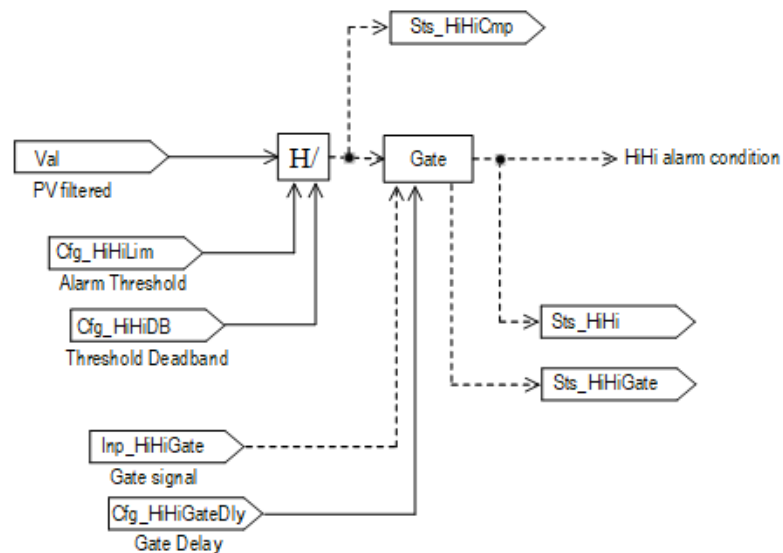 Sts_HiHiCmp
Val
H/
Gate
HiHi alarm condition
PV filtered
Cfg_HiHiLim
Alarm Threshold
Cfg_HiHiDB
Sts_HiHi
Threshold Deadband
Sts_HiHiGate
Inp_HiHiGate
Gate signal
Cfg_HiHiGateDly
Gate Delay